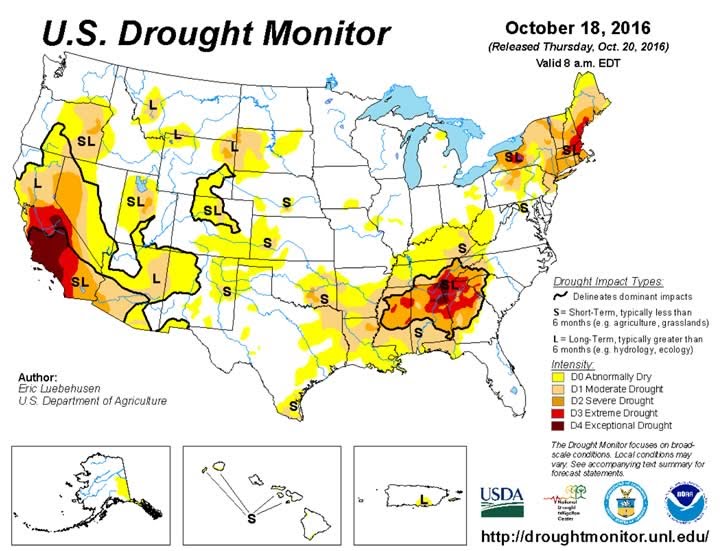 U.S. Drought Monitor
October 18, 2016
(Released Thursday, Oct. 20, 2016)
Valid 8 a.m. EDT
L
SL
L
L
L
SL
SL
S
SL
SL
S
S
S
L
SL
S
S
SL
S
S
Drought Impact Types:
Delineates dominant impacts
S = Short-Term, typically less than
6 months (e.g. agriculture, grasslands)
L = Long-Term, typically greater than
6 months (e.g. hydrology, ecology)
Intensity:
D0 Abnormally Dry
D1 Moderate Drought
D2 Severe Drought
D3 Extreme Drought
D4 Exceptional Drought
Author:
Eric Luebehusen
U.S. Department of Agriculture
The Drought Monitor focuses on broad-
scale conditions. Local conditions may
vary. See accompanying text summary for
forecast statements.
S
L
USDA
National
Drought
Mitigation
Center
NOAA
http://droughtmonitor.unl.edu/